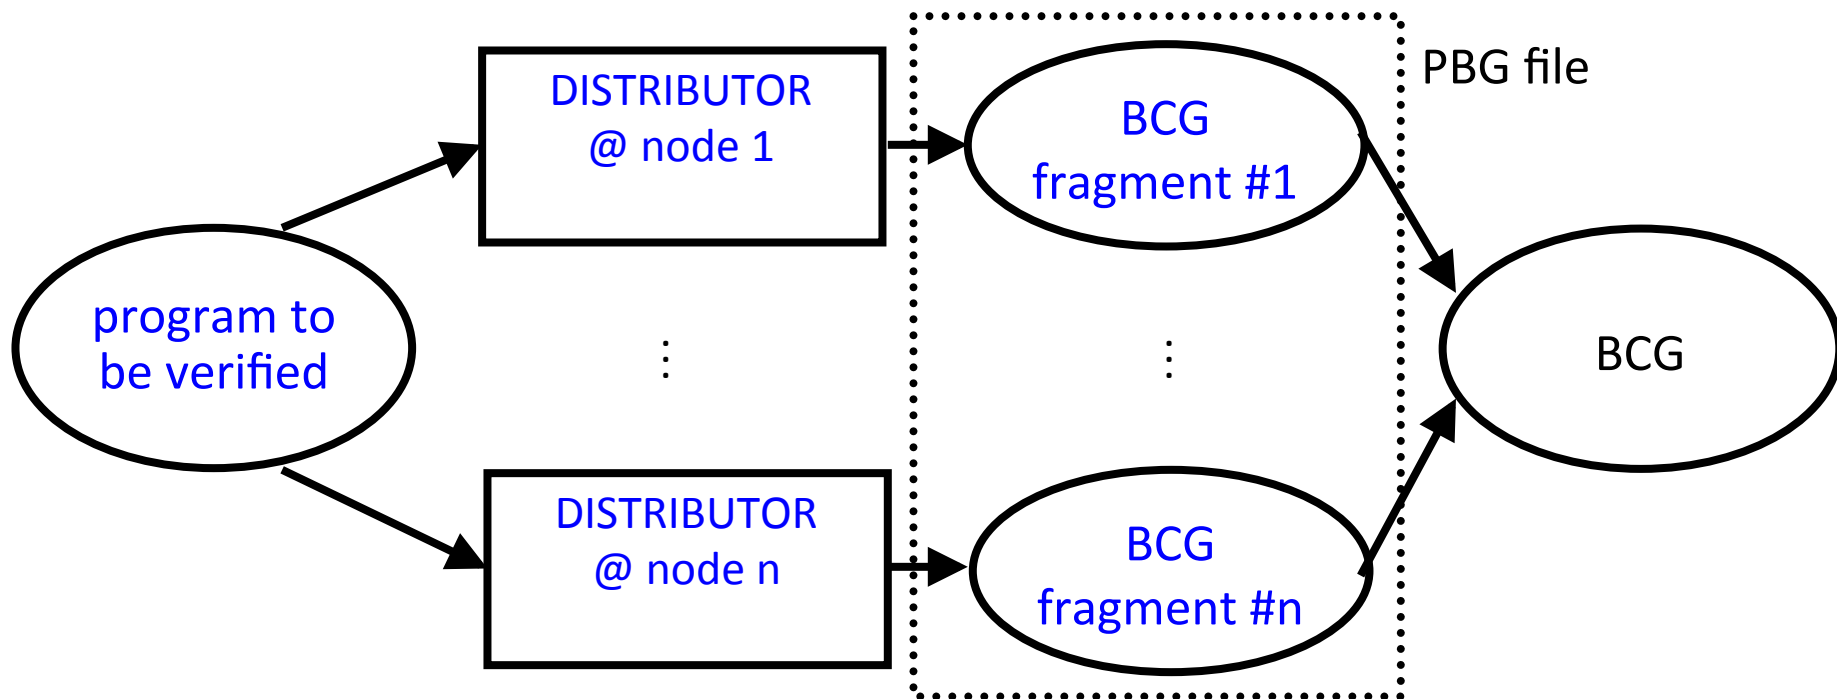 program to
be verified
DISTRIBUTOR
@ node 1
⋮
DISTRIBUTOR
@ node n
BCG
fragment #1
⋮
BCG
fragment #n
PBG file
BCG